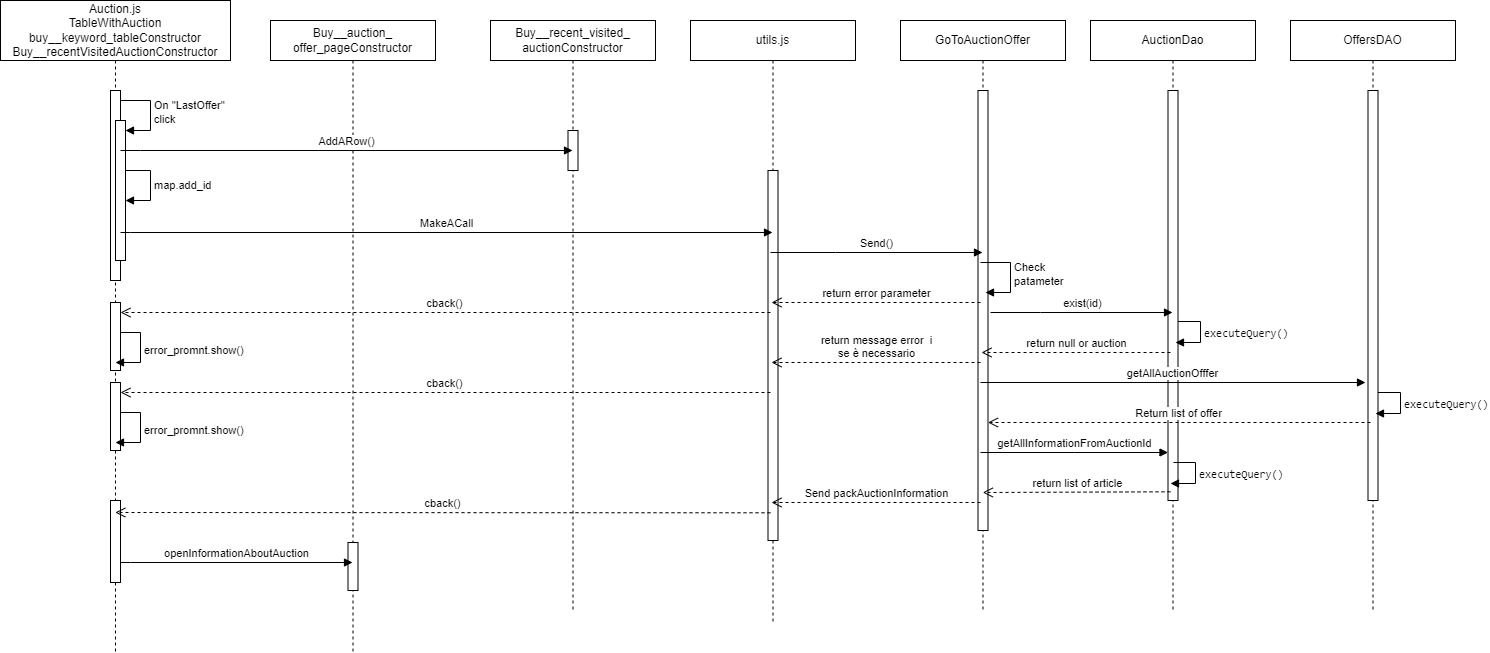 Auction.js
TableWithAuction
buy__keyword_tableConstructor
Buy__recentVisitedAuctionConstructor
Buy__auction_
offer_pageConstructor
Buy__recent_visited_
auctionConstructor
utils.js
GoToAuctionOffer
AuctionDao
OffersDAO
On "LastOffer"
click
AddARow()
map.add_id
MakeACall
Send()
Check
patameter
return error parameter
cback()
exist(id)
executeQuery()
error_promnt.show()
return message error i
se è necessario
return null or auction
cback()
getAllAuctionOfffer
executeQuery()
Return list of offer
error_promnt.show()
getAllInformationFromAuctionId
executeQuery()
return list of article
Send packAuctionInformation
cback()
openInformationAboutAuction